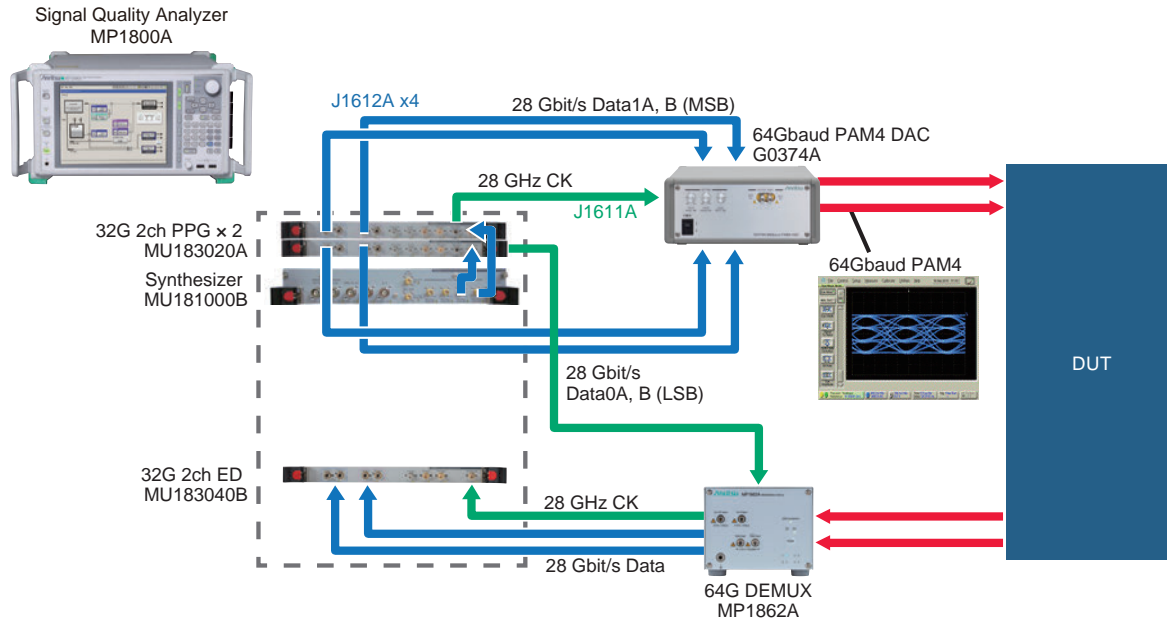 Signal Quality Analyzer
MP1800A
J1612A x4
28 Gbit/s Data1A, B (MSB)
64Gbaud PAM4 DAC
G0374A
28 GHz CK
J1611A
32G 2ch PPG × 2
MU183020A
Synthesizer
MU181000B
64Gbaud PAM4
28 Gbit/s
Data0A, B (LSB)
DUT
32G 2ch ED
MU183040B
28 GHz CK
28 Gbit/s Data
64G DEMUX
MP1862A